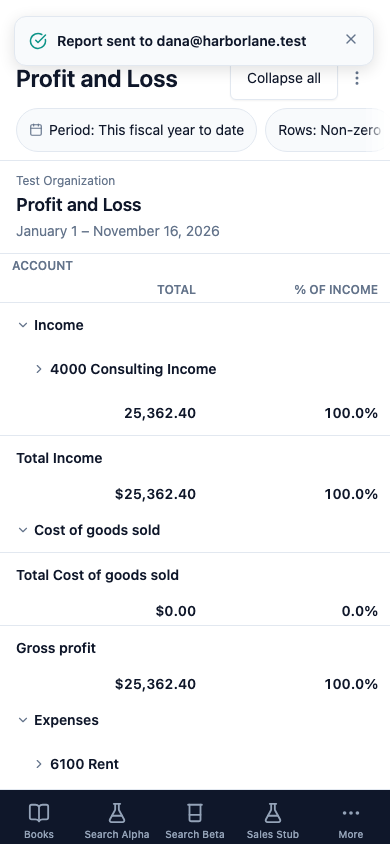 Report sent to dana@harborlane.test
Profit and Loss
Collapse all
Period: This fiscal year to date
Rows: Non-zero
Test Organization
Profit and Loss
January 1 – November 16, 2026
ACCOUNT
TOTAL % OF INCOME
Income
4000 Consulting Income
25,362.40 100.0%
Total Income
$25,362.40 100.0%
Cost of goods sold
Total Cost of goods sold
$0.00 0.0%
Gross profit
$25,362.40 100.0%
Expenses
6100 Rent
Books Search Alpha Search Beta Sales Stub More